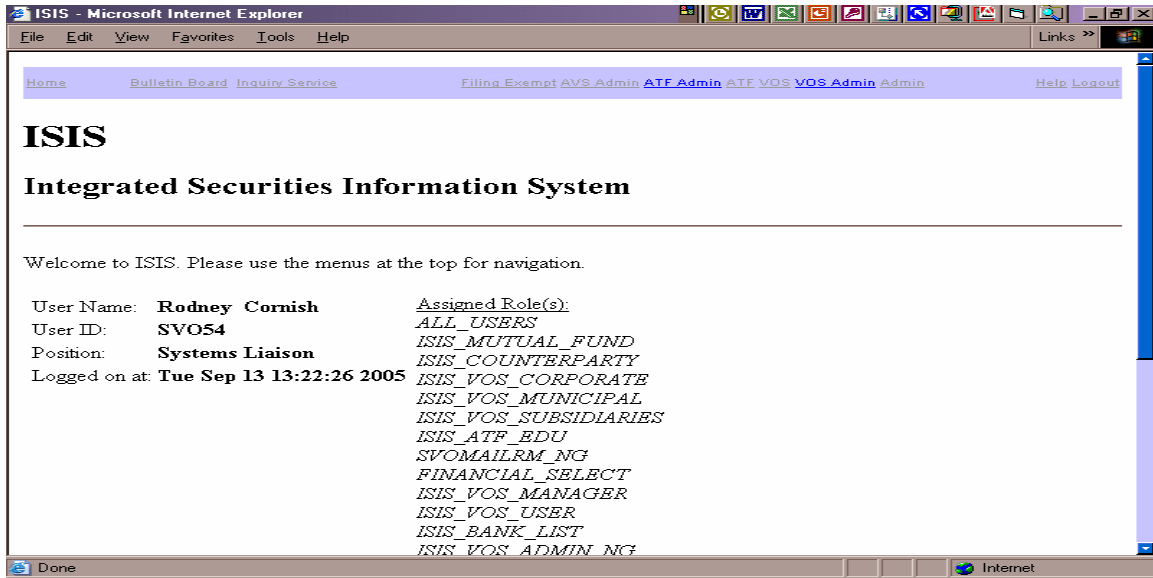 ISIS - Microsoft Internet Explorer
File Edit View Favorites Tools Help Links »
Home Bulletin Board Inquiry Service Filing Exempt AVS Admin ATF Admin ATF VOS VOS Admin Admin Help Logout
ISIS
Integrated Securities Information System
Welcome to ISIS. Please use the menus at the top for navigation.
User Name: Rodney Cornish
User ID: SVO54
Position: Systems Liaison
Logged on at: Tue Sep 13 13:22:26 2005
Assigned Role(s):
ALL_USERS
ISIS_MUTUAL_FUND
ISIS_COUNTERPARTY
ISIS_VOS_CORPORATE
ISIS_VOS_MUNICIPAL
ISIS_VOS_SUBSIDIARIES
ISIS_ATF_EDU
SVOMAILRM_NG
FINANCIAL_SELECT
ISIS_VOS_MANAGER
ISIS_VOS_USER
ISIS_BANK_LIST
ISIS_VOS_ADMIN_NG
Done Internet